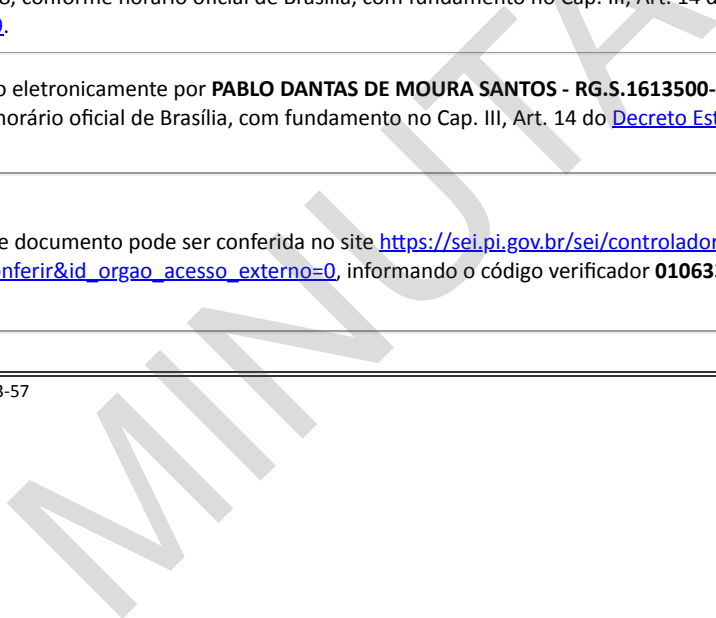 conforme horário oficial de Brasília, com fundamento no Cap. III, Art. 14 d
.
o eletronicamente por PABLO DANTAS DE MOURA SANTOS - RG.S.1613500-
horário oficial de Brasília, com fundamento no Cap. III, Art. 14 do Decreto Est
e documento pode ser conferida no site https://sei.pi.gov.br/sei/controlador
nferir&id_orgao_acesso_externo=0, informando o código verificador 01063
3-57
MINUTA